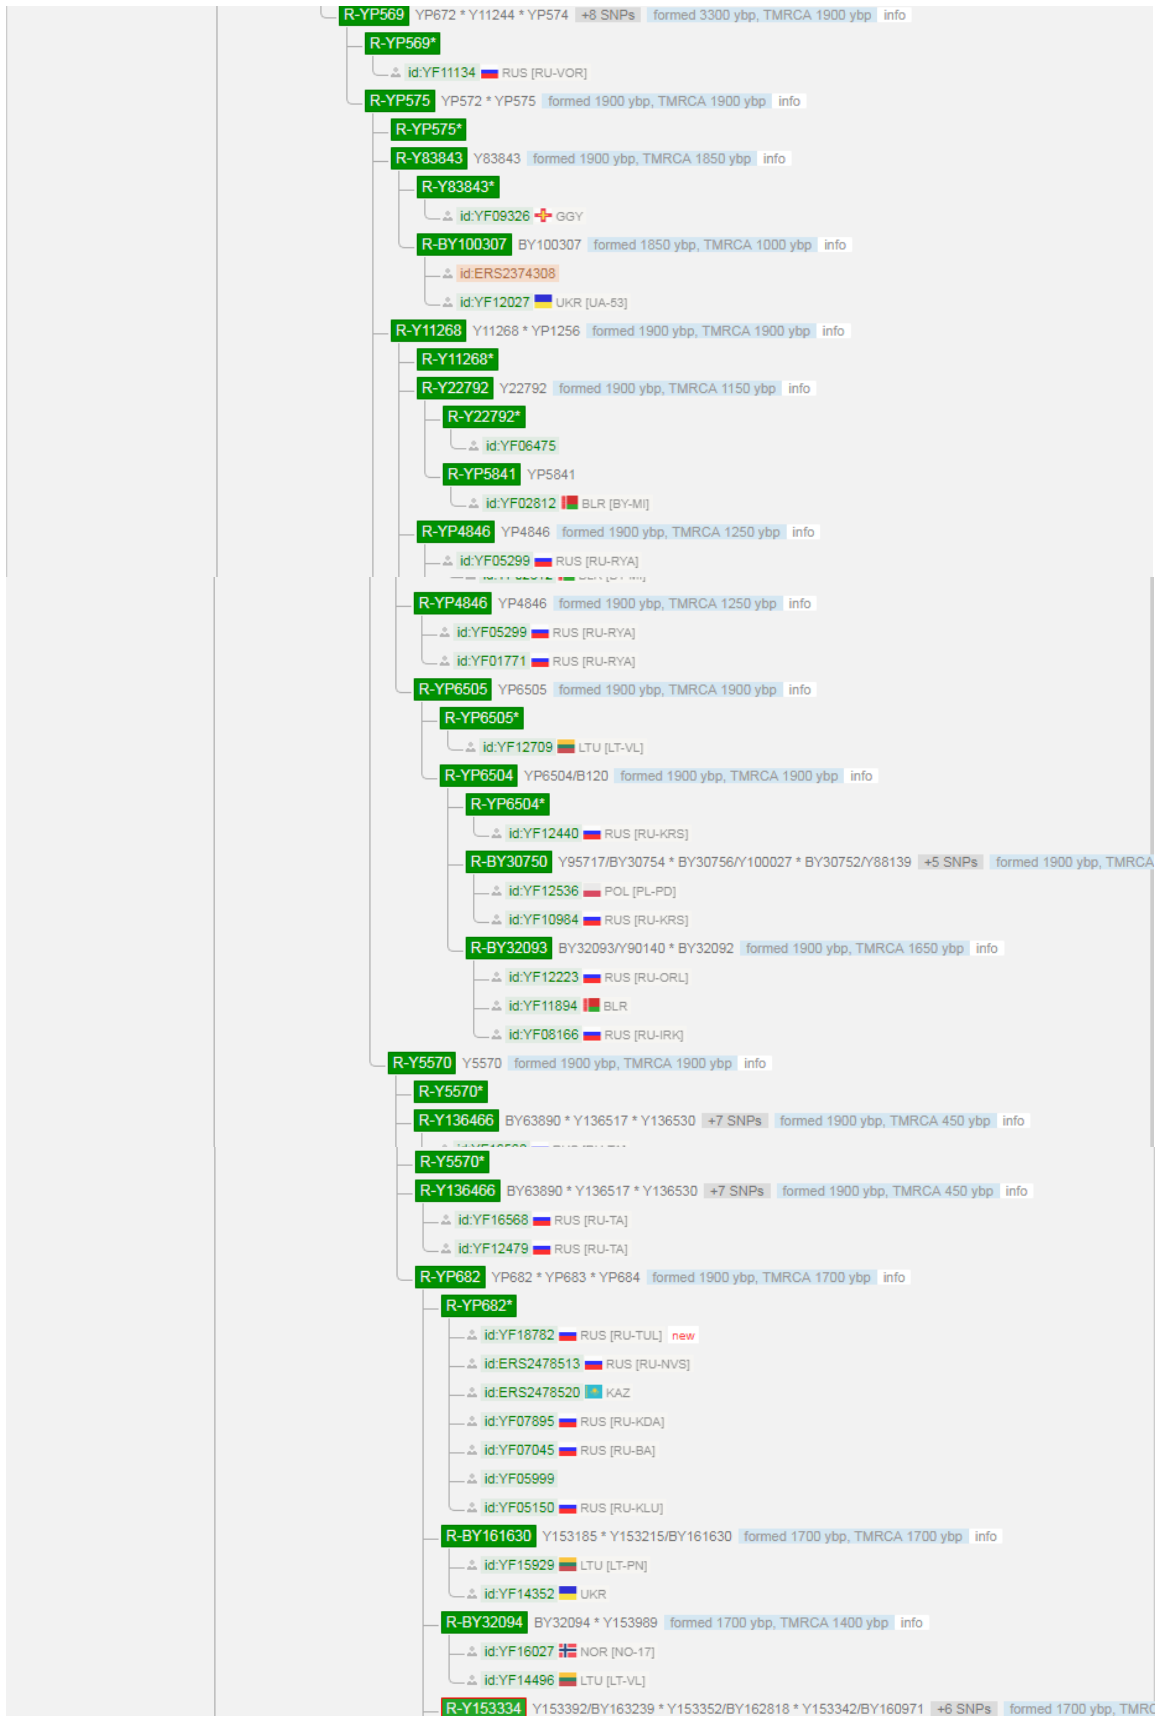 R-YP569 YP672 * Y11244 * YP574 +8 SNPs formed 3300 ybp, TMRCA 1900 ybp info
R-YP569*
id:YF11134 RUS [RU-VOR]
R-YP575 YP572 * YP575 formed 1900 ybp, TMRCA 1900 ybp info
R-YP575*
R-Y83843 Y83843 formed 1900 ybp, TMRCA 1850 ybp info
R-Y83843*
id:YF09326 GGY
R-BY100307 BY100307 formed 1850 ybp, TMRCA 1000 ybp info
id:ERS2374308
id:YF12027 UKR [UA-53]
R-Y11268 Y11268 * YP1256 formed 1900 ybp, TMRCA 1900 ybp info
R-Y11268*
R-Y22792 Y22792 formed 1900 ybp, TMRCA 1150 ybp info
R-Y22792*
id:YF06475
R-YP5841 YP5841
id:YF02812 BLR [BY-MI]
R-YP4846 YP4846 formed 1900 ybp, TMRCA 1250 ybp info
id:YF05299 RUS [RU-RYA]
R-YP4846 YP4846 formed 1900 ybp, TMRCA 1250 ybp info
id:YF05299 RUS [RU-RYA]
id:YF01771 RUS [RU-RYA]
R-YP6505 YP6505 formed 1900 ybp, TMRCA 1900 ybp info
R-YP6505*
id:YF12709 LTU [LT-VL]
R-YP6504 YP6504/B120 formed 1900 ybp, TMRCA 1900 ybp info
R-YP6504*
id:YF12440 RUS [RU-KRS]
R-BY30750 Y95717/BY30754 * BY30756/Y100027 * BY30752/Y88139 +5 SNPs formed 1900 ybp, TMRCA
id:YF12536 POL [PL-PD]
id:YF10984 RUS [RU-KRS]
R-BY32093 BY32093/Y90140 * BY32092 formed 1900 ybp, TMRCA 1650 ybp info
id:YF12223 RUS [RU-ORL]
id:YF11894 BLR
id:YF08166 RUS [RU-IRK]
R-Y5570 Y5570 formed 1900 ybp, TMRCA 1900 ybp info
R-Y5570*
R-Y136466 BY63890 * Y136517 * Y136530 +7 SNPs formed 1900 ybp, TMRCA 450 ybp info
R-Y5570*
R-Y136466 BY63890 * Y136517 * Y136530 +7 SNPs formed 1900 ybp, TMRCA 450 ybp info
id:YF16568 RUS [RU-TA]
id:YF12479 RUS [RU-TA]
R-YP682 YP682 * YP683 * YP684 formed 1900 ybp, TMRCA 1700 ybp info
R-YP682*
id:YF18782 RUS [RU-TUL] new
id:ERS2478513 RUS [RU-NVS]
id:ERS2478520 KAZ
id:YF07895 RUS [RU-KDA]
id:YF07045 RUS [RU-BA]
id:YF05999
id:YF05150 RUS [RU-KLU]
R-BY161630 Y153185 * Y153215/BY161630 formed 1700 ybp, TMRCA 1700 ybp info
id:YF15929 LTU [LT-PN]
id:YF14352 UKR
R-BY32094 BY32094 * Y153989 formed 1700 ybp, TMRCA 1400 ybp info
id:YF16027 NOR [NO-17]
id:YF14496 LTU [LT-VL]
R-Y153334 Y153392/BY163239 * Y153352/BY162818 * Y153342/BY160971 +6 SNPs formed 1700 ybp, TMRC